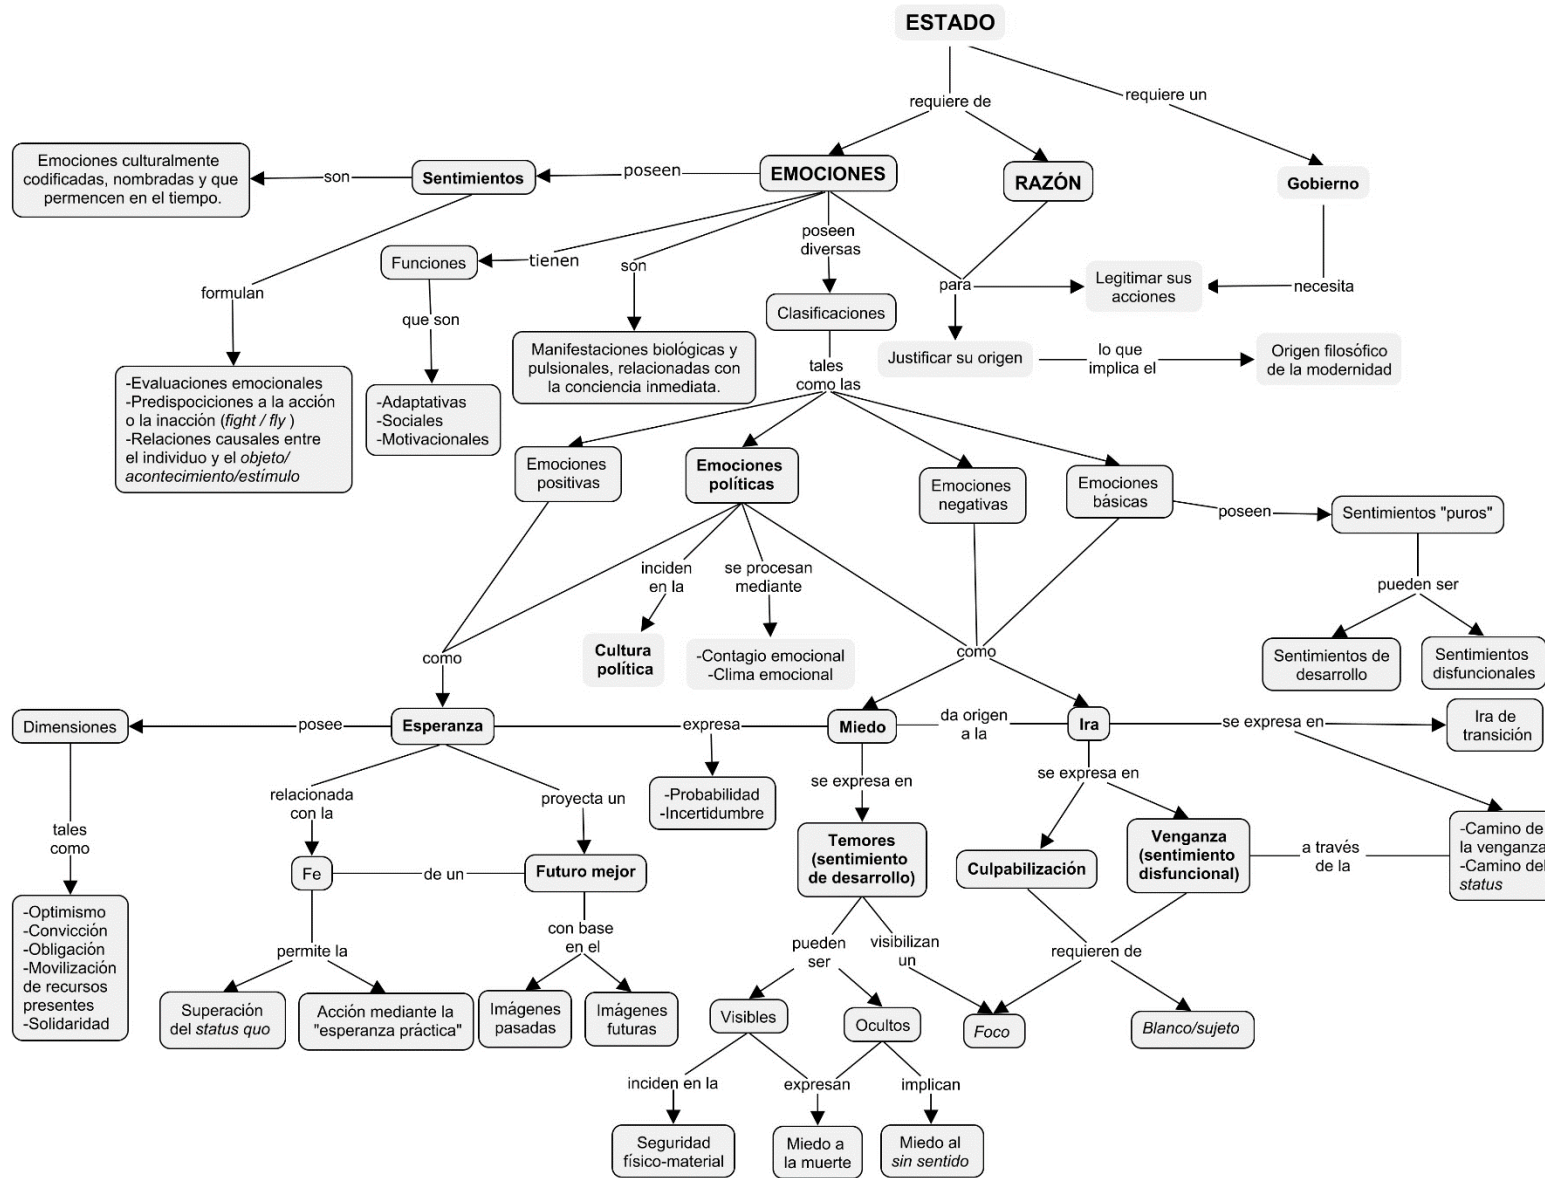 ESTADO
requiere de
requiere un
Emociones culturalmente
codificadas, nombradas y que
permencen en el tiempo.
son
Sentimientos
poseen
EMOCIONES
RAZÓN
Gobierno
formulan
Funciones
tienen
son
poseen
diversas
para
Legitimar sus
acciones
necesita
que son
Clasificaciones
Manifestaciones biológicas y
pulsionales, relacionadas con
la conciencia inmediata.
Justificar su origen
lo que
implica el
Origen filosófico
de la modernidad
-Evaluaciones emocionales
-Predispociones a la acción
o la inacción (fight / fly )
-Relaciones causales entre
el individuo y el objeto/
acontecimiento/estímulo
-Adaptativas
-Sociales
-Motivacionales
tales
como las
Emociones
positivas
Emociones
políticas
Emociones
negativas
Emociones
básicas
poseen
Sentimientos "puros"
inciden
en la
se procesan
mediante
pueden ser
Cultura
política
-Contagio emocional
-Clima emocional
Sentimientos de
desarrollo
Sentimientos
disfuncionales
como
como
Dimensiones
posee
Esperanza
expresa
Miedo
da origen
a la
Ira
se expresa en
Ira de
transición
relacionada
con la
proyecta un
-Probabilidad
-Incertidumbre
se expresa en
se expresa en
tales
como
Fe
de un
Futuro mejor
Temores
(sentimiento
de desarrollo)
Culpabilización
Venganza
(sentimiento
disfuncional)
a través
de la
-Camino de
la venganza
-Camino del
status
-Optimismo
-Convicción
-Obligación
-Movilización
de recursos
presentes
-Solidaridad
permite la
con base
en el
pueden
ser
visibilizan
un
requieren de
Superación
del status quo
Acción mediante la
"esperanza práctica"
Imágenes
pasadas
Imágenes
futuras
Visibles
Ocultos
Foco
Blanco/sujeto
inciden en la
expresan
implican
Seguridad
físico-material
Miedo a
la muerte
Miedo al
sin sentido